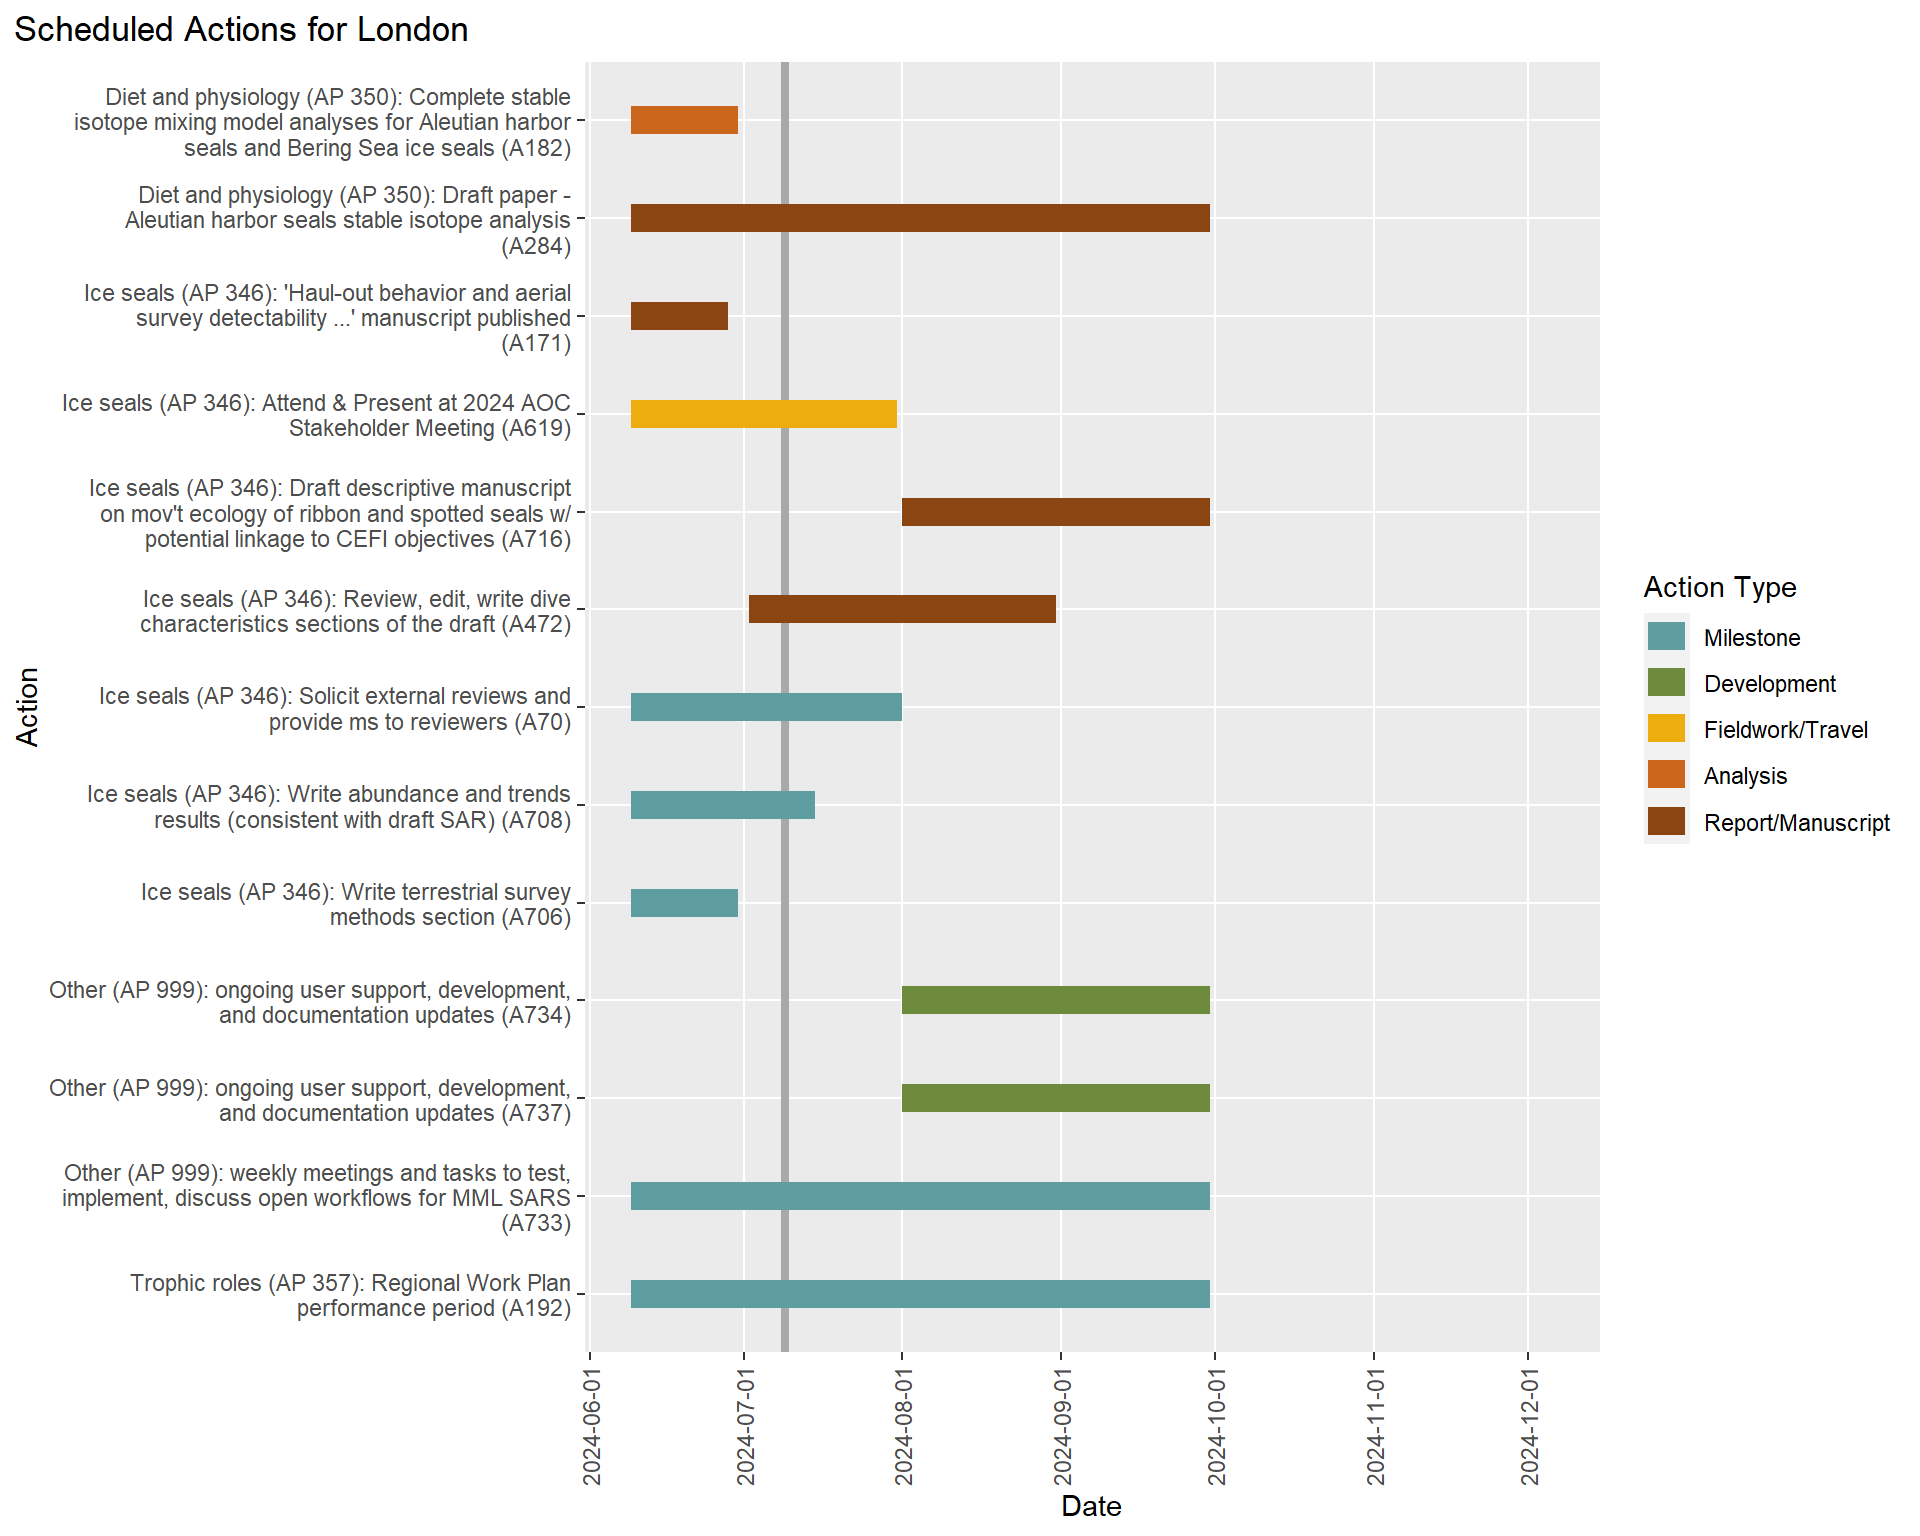 Scheduled Actions for London
Diet and physiology (AP 350): Complete stable
isotope mixing model analyses for Aleutian harbor
seals and Bering Sea ice seals (A182)
Diet and physiology (AP 350): Draft paper -
Aleutian harbor seals stable isotope analysis
(A284)
Ice seals (AP 346): 'Haul-out behavior and aerial
survey detectability ...' manuscript published
(A171)
Ice seals (AP 346): Attend & Present at 2024 AOC
Stakeholder Meeting (A619)
Ice seals (AP 346): Draft descriptive manuscript
on mov't ecology of ribbon and spotted seals w/
potential linkage to CEFI objectives (A716)
Ice seals (AP 346): Review, edit, write dive
characteristics sections of the draft (A472)
Ice seals (AP 346): Solicit external reviews and
provide ms to reviewers (A70)
Ice seals (AP 346): Write abundance and trends
results (consistent with draft SAR) (A708)
Ice seals (AP 346): Write terrestrial survey
methods section (A706)
Other (AP 999): ongoing user support, development,
and documentation updates (A734)
Other (AP 999): ongoing user support, development,
and documentation updates (A737)
Other (AP 999): weekly meetings and tasks to test,
implement, discuss open workflows for MML SARS
(A733)
Trophic roles (AP 357): Regional Work Plan
performance period (A192)
Action
2024-06-01
2024-07-01
2024-08-01
2024-09-01
2024-10-01
2024-11-01
2024-12-01
Date
Action Type
Milestone
Development
Fieldwork/Travel
Analysis
Report/Manuscript